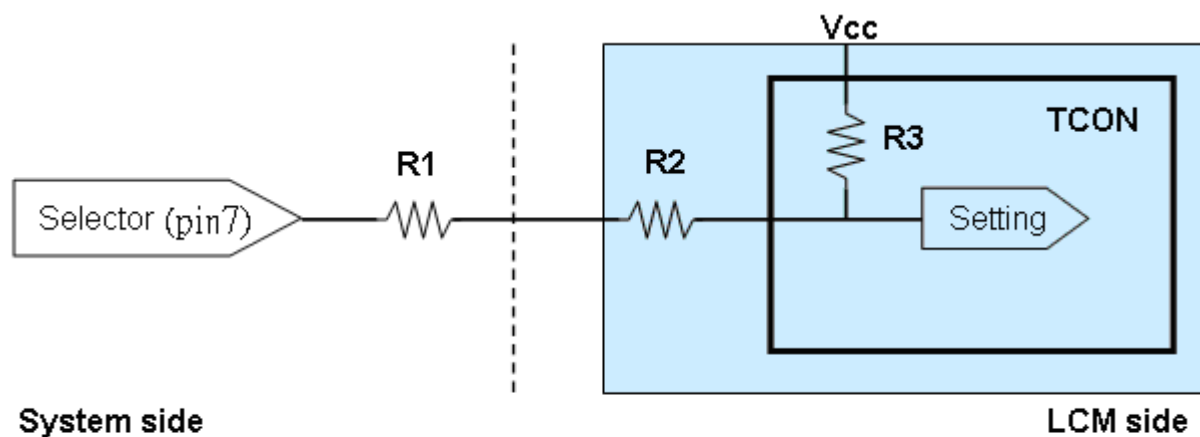 Vcc
TCON
R3
R1
R2
Selector (pin7)
Setting
System side
LCM side